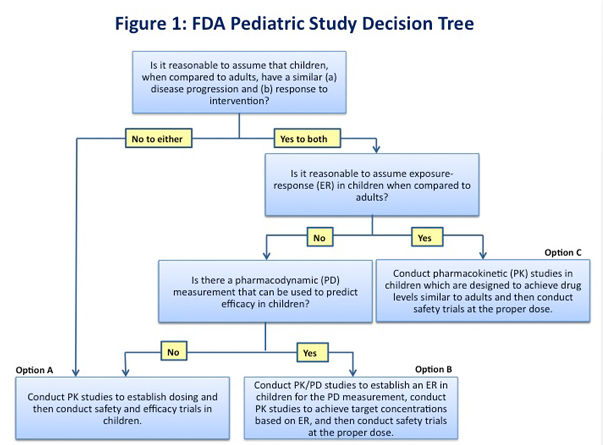 Figure 1: FDA Pediatric Study Decision Tree
Is it reasonable to assume that children,
when compared to adults, have a similar (a)
disease progression and (b) response to
intervention?
No to either
Yes to both
Is it reasonable to assume exposure-
response (ER) in children when compared to
adults?
No
Yes
Option C
Is there a pharmacodynamic (PD)
measurement that can be used to predict
efficacy in children?
Conduct pharmacokinetic (PK) studies in
children which are designed to achieve drug
levels similar to adults and then conduct
safety trials at the proper dose.
No
Yes
Option A
Option B
Conduct PK studies to establish dosing and
then conduct safety and efficacy trials in
children.
Conduct PK/PD studies to establish an ER in
children for the PD measurement, conduct
PK studies to achieve target concentrations
based on ER, and then conduct safety trials
at the proper dose.